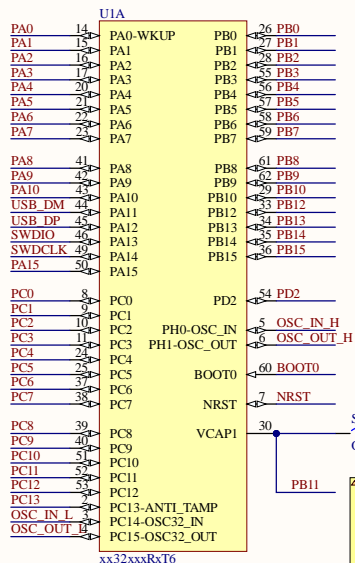 U1A
PA0 14 PA0-WKUP PB0 26 PB0
PA1 15 PA1 PB1 27 PB1
PA2 16 PA2 PB2 28 PB2
PA3 17 PA3 PB3 55 PB3
PA4 20 PA4 PB4 56 PB4
PA5 21 PA5 PB5 57 PB5
PA6 22 PA6 PB6 58 PB6
PA7 23 PA7 PB7 59 PB7
PA8 41 PA8 PB8 61 PB8
PA9 42 PA9 PB9 62 PB9
PA10 43 PA10 PB10 29 PB10
USB_DM 44 PA11 PB12 33 PB12
USB_DP 45 PA12 PB13 34 PB13
SWDIO 46 PA13 PB14 35 PB14
SWDCLK 49 PA14 PB15 36 PB15
PA15 50 PA15
PC0 8 PC0 PD2 54 PD2
PC1 9 PC1
PC2 10 PC2 PH0-OSC_IN 5 OSC_IN_H
PC3 11 PC3 PH1-OSC_OUT 6 OSC_OUT_H
PC4 24 PC4
PC5 25 PC5 BOOT0 60 BOOT0
PC6 37 PC6
PC7 38 PC7 NRST 7 NRST
PC8 39 PC8 VCAP1 30
PC9 40 PC9
PC10 51 PC10
PC11 52 PC11
PC12 53 PC12 PB11
PC13 2 PC13-ANTI_TAMP
OSC_IN_L 3 PC14-OSC32_IN
OSC_OUT_L 4 PC15-OSC32_OUT
xx32xxxRxT6